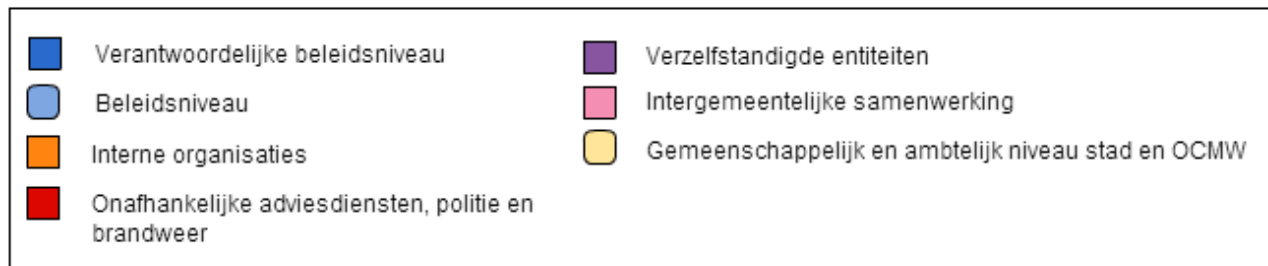 Verantwoordelijke beleidsniveau
Beleidsniveau
Interne organisaties
Onafhankelijke adviesdiensten, politie en
brandweer
Verzelfstandigde entiteiten
Intergemeentelijke samenwerking
Gemeenschappelijk en ambtelijk niveau stad en OCMW